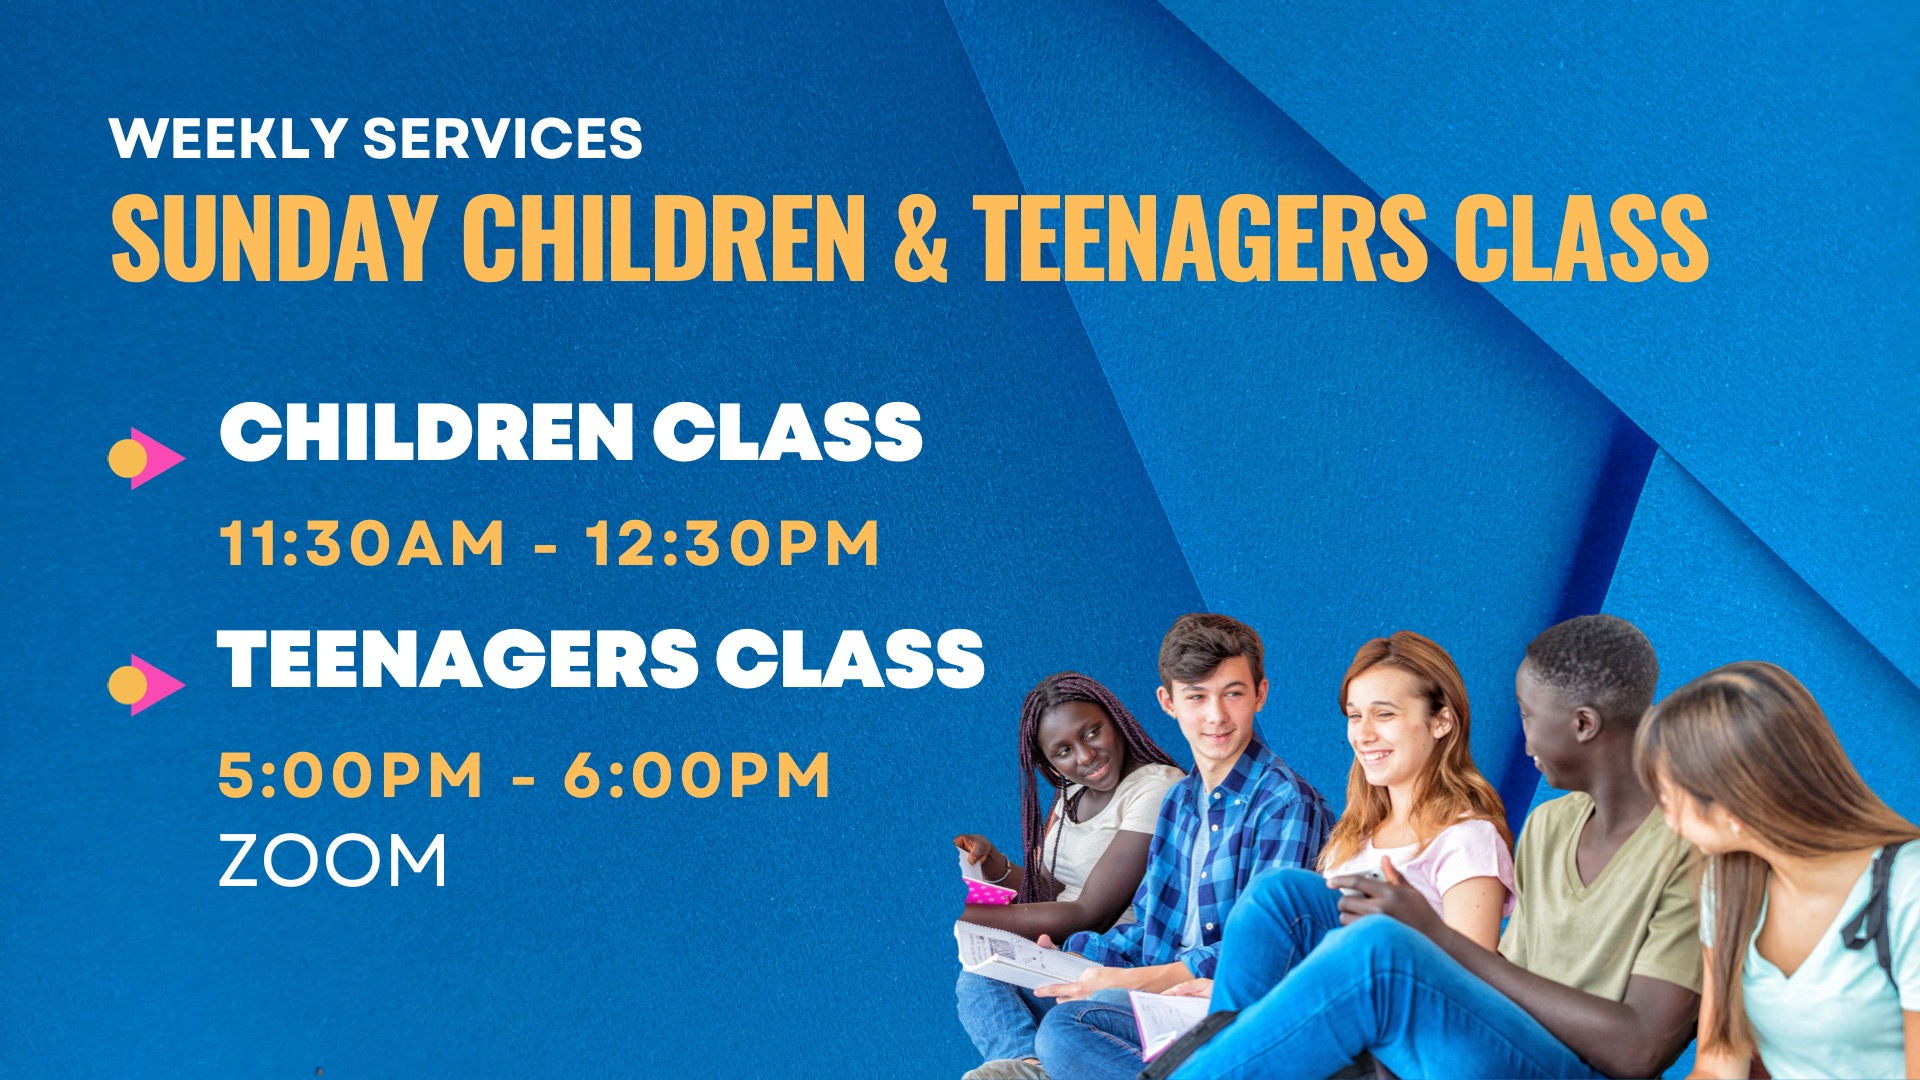 WEEKLY SERVICES
SUNDAY CHILDREN & TEENAGERS CLASS
CHILDREN CLASS
11:30AM - 12:30PM
TEENAGERS CLASS
5:00PM - 6:00PM
ZOOM